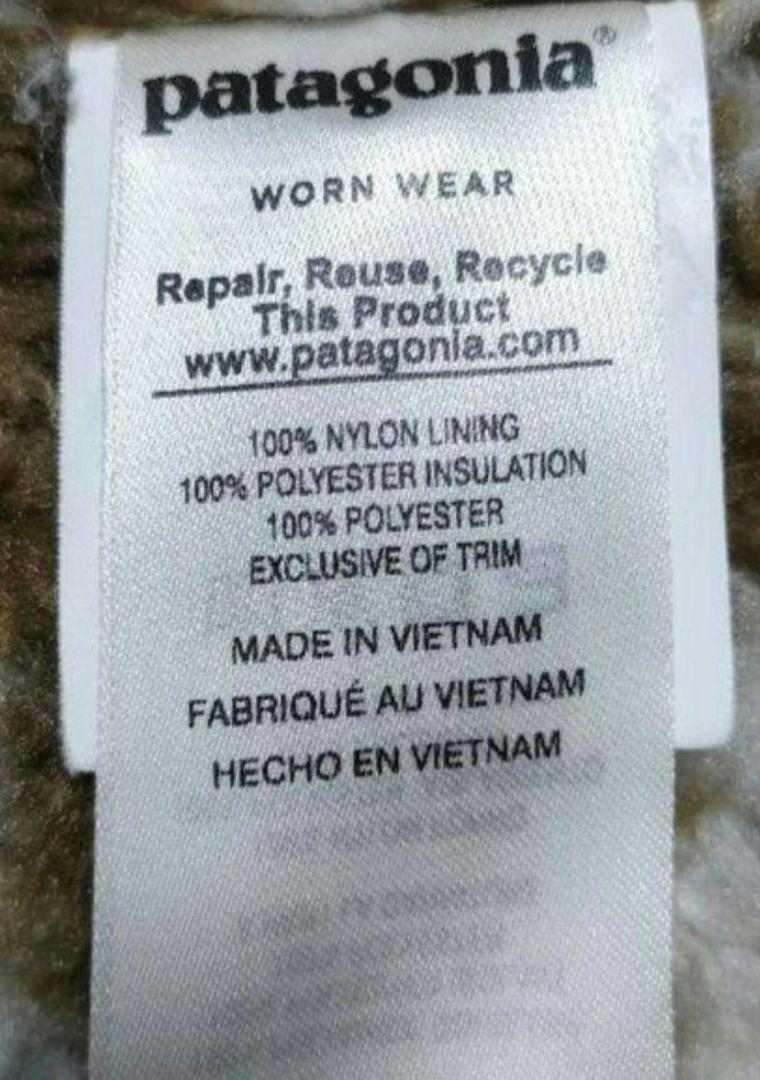 patagonia®
WORN WEAR
Repair, Reuse, Recycle
This Product
www.patagonia.com
100% NYLON LINING
100% POLYESTER INSULATION
100% POLYESTER
EXCLUSIVE OF TRIM
MADE IN VIETNAM
FABRIQUÉ AU VIETNAM
HECHO EN VIETNAM